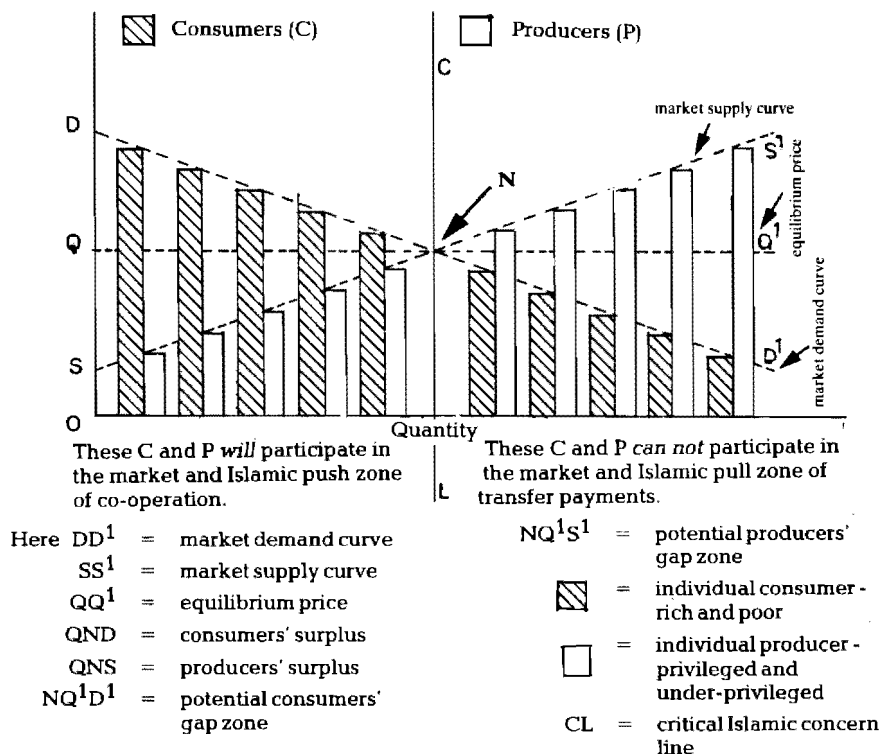 Consumers (C)
Producers (P)
C
market supply curve
D
S¹
N
equilibrium price
Q
Q¹
S
D¹
market demand curve
O
Quantity
These C and P will participate in
the market and Islamic push zone
of co-operation.
L
These C and P can not participate in
the market and Islamic pull zone of
transfer payments.
Here DD¹ = market demand curve
SS¹ = market supply curve
QQ¹ = equilibrium price
QND = consumers' surplus
QNS = producers' surplus
NQ¹D¹ = potential consumers'
gap zone
NQ¹S¹ = potential producers'
gap zone
= individual consumer -
rich and poor
= individual producer -
privileged and
under-privileged
CL = critical Islamic concern
line